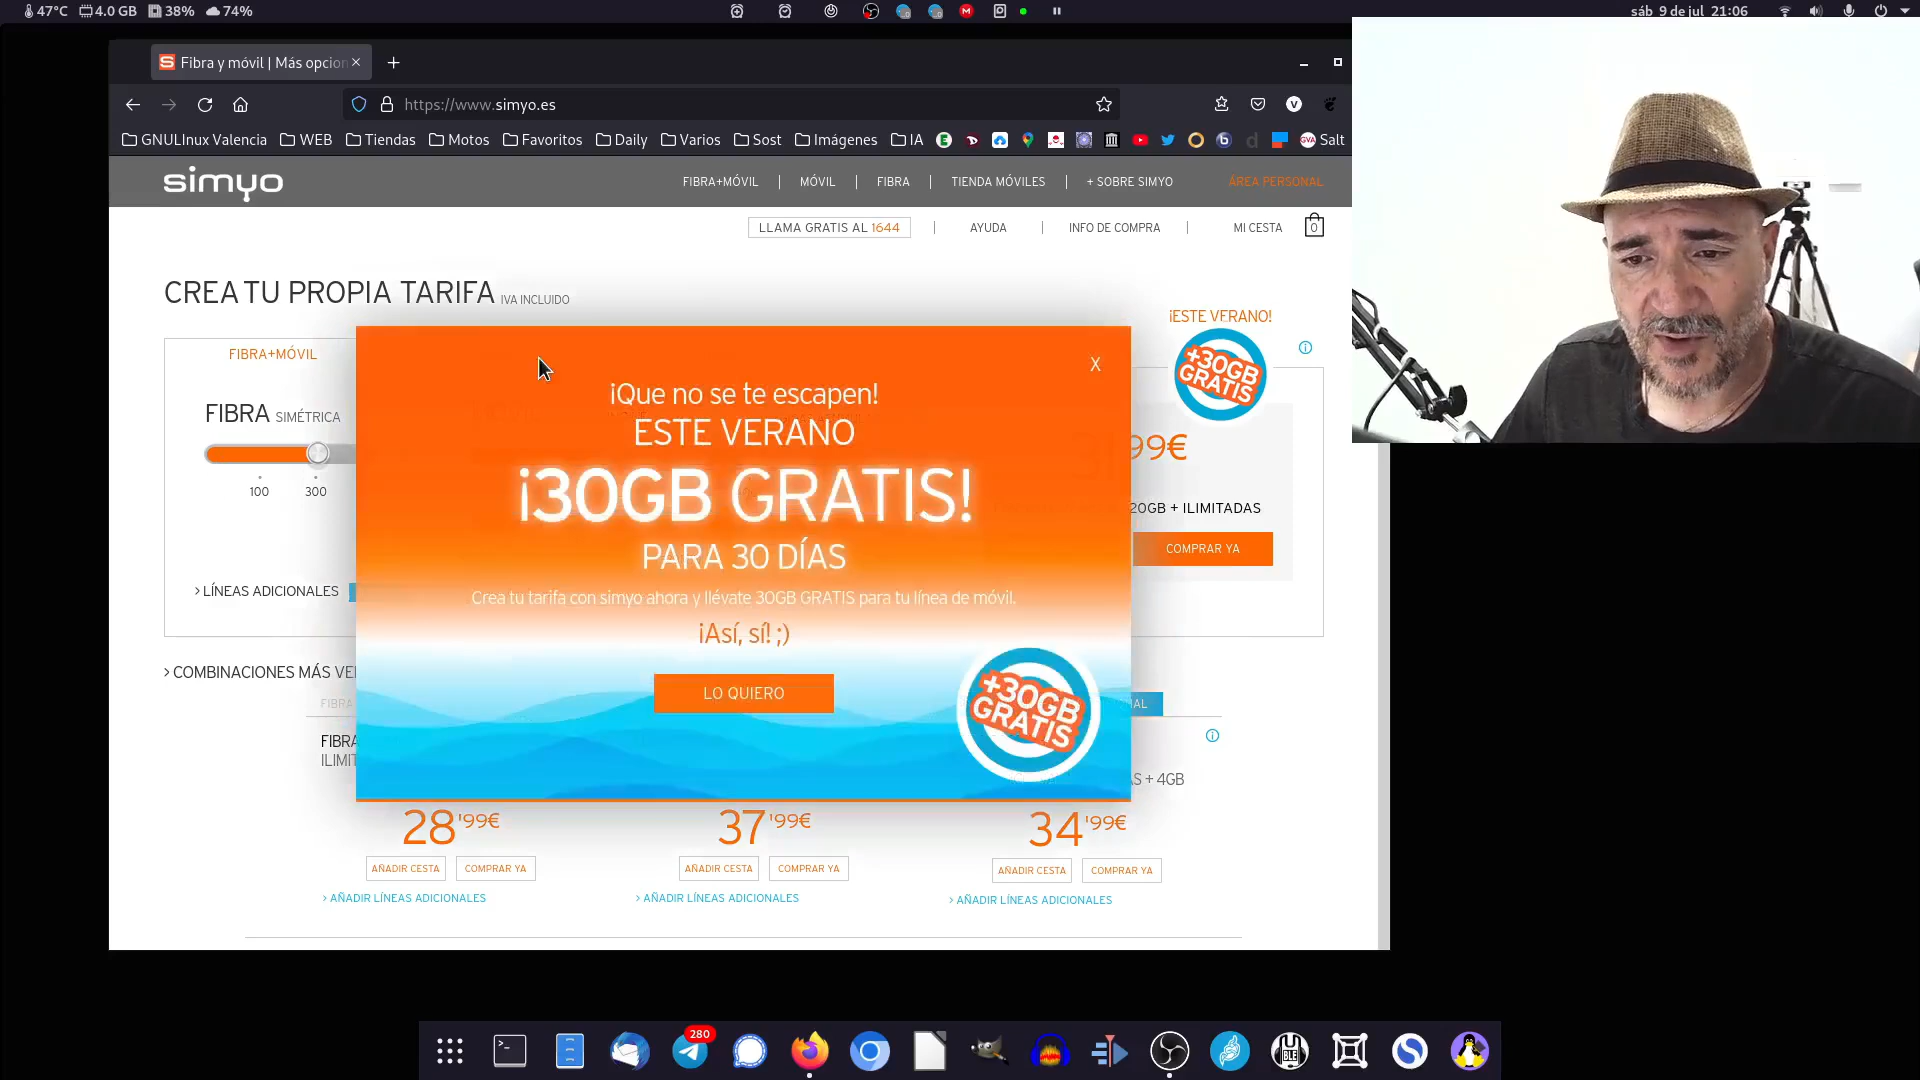 47°C 4.0 GB 38% 74%
sáb 9 de jul 21:06
Fibra y móvil | Más opcion
https://www.simyo.es
GNULInux Valencia WEB Tiendas Motos Favoritos Daily Varios Sost Imágenes IA Salt
simyo
FIBRA+MÓVIL MÓVIL FIBRA TIENDA MÓVILES + SOBRE SIMYO ÁREA PERSONAL
LLAMA GRATIS AL 1644 AYUDA INFO DE COMPRA MI CESTA 0
CREA TU PROPIA TARIFA IVA INCLUIDO
¡ESTE VERANO!
+30GB
GRATIS
FIBRA+MÓVIL
FIBRA SIMÉTRICA
100 300
> LÍNEAS ADICIONALES
X
¡Que no se te escapen!
ESTE VERANO
¡30GB GRATIS!
PARA 30 DÍAS
Crea tu tarifa con simyo ahora y llévate 30GB GRATIS para tu línea de móvil.
¡Así, sí! ;)
LO QUIERO
+30GB
GRATIS
'99€
20GB + ILIMITADAS
COMPRAR YA
> COMBINACIONES MÁS VE
FIBRA
FIBRA
ILIMI
AS + 4GB
28'99€ 37'99€ 34'99€
AÑADIR CESTA COMPRAR YA AÑADIR CESTA COMPRAR YA AÑADIR CESTA COMPRAR YA
> AÑADIR LÍNEAS ADICIONALES > AÑADIR LÍNEAS ADICIONALES > AÑADIR LÍNEAS ADICIONALES
280
BLE